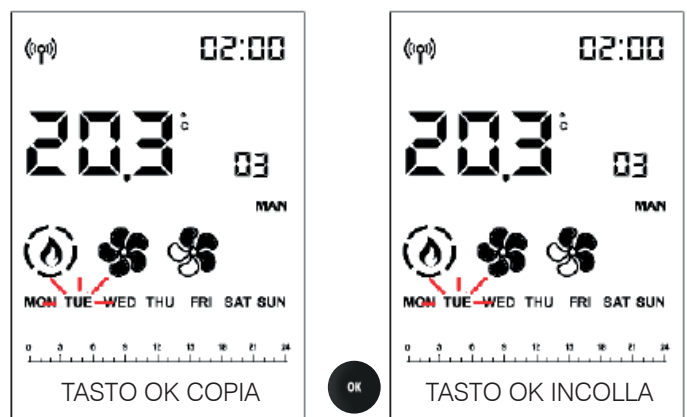 02:00
20.3 °C
03
MAN
MON TUE WED THU FRI SAT SUN
0 3 6 9 12 15 18 21 24
TASTO OK COPIA
OK
02:00
20.3 °C
03
MAN
MON TUE WED THU FRI SAT SUN
0 3 6 9 12 15 18 21 24
TASTO OK INCOLLA